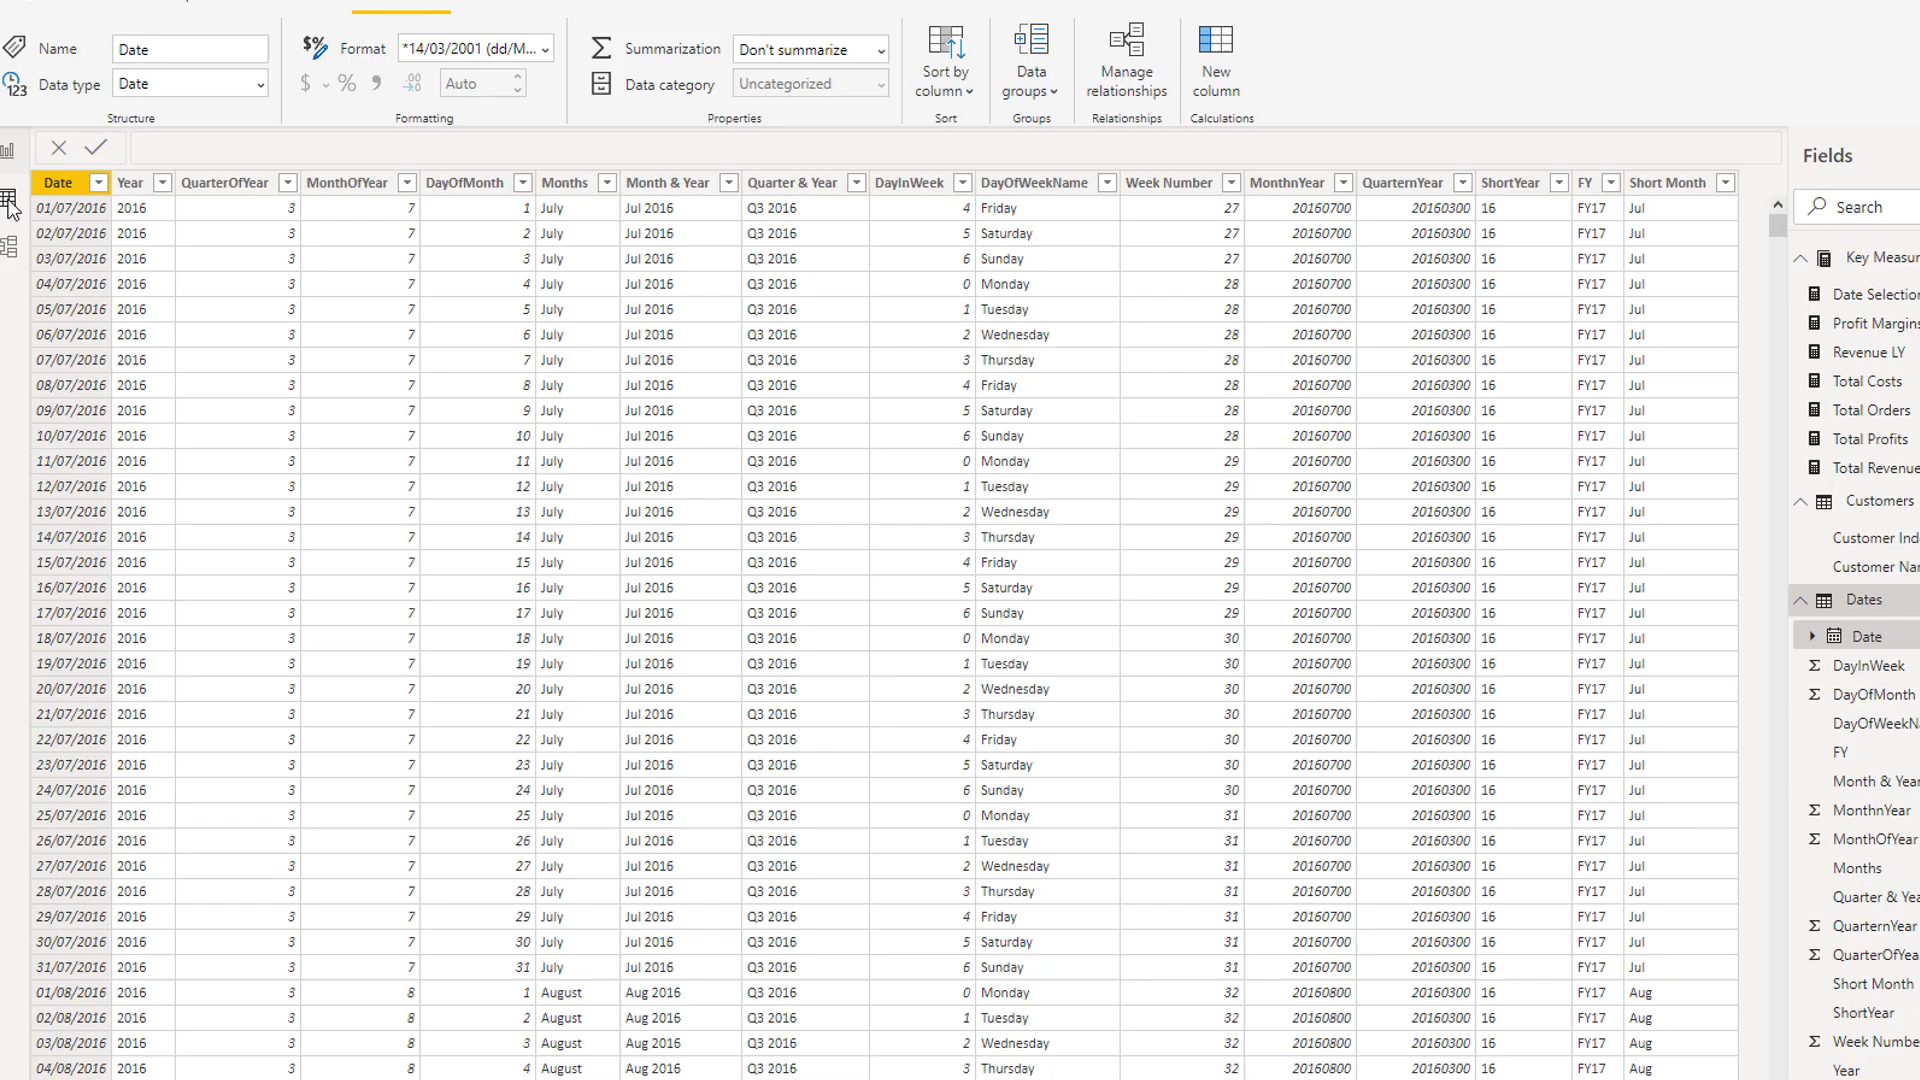 Name Date
Data type Date
Structure
Format *14/03/2001 (dd/M...
$ % Auto
Formatting
Summarization Don't summarize
Data category Uncategorized
Properties
Sort by column
Sort
Data groups
Groups
Manage relationships
Relationships
New column
Calculations
Date Year QuarterOfYear MonthOfYear DayOfMonth Months Month & Year Quarter & Year DayInWeek DayOfWeekName Week Number MonthnYear QuarternYear ShortYear FY Short Month
01/07/2016 2016 3 7 1 July Jul 2016 Q3 2016 4 Friday 27 20160700 20160300 16 FY17 Jul
02/07/2016 2016 3 7 2 July Jul 2016 Q3 2016 5 Saturday 27 20160700 20160300 16 FY17 Jul
03/07/2016 2016 3 7 3 July Jul 2016 Q3 2016 6 Sunday 27 20160700 20160300 16 FY17 Jul
04/07/2016 2016 3 7 4 July Jul 2016 Q3 2016 0 Monday 28 20160700 20160300 16 FY17 Jul
05/07/2016 2016 3 7 5 July Jul 2016 Q3 2016 1 Tuesday 28 20160700 20160300 16 FY17 Jul
06/07/2016 2016 3 7 6 July Jul 2016 Q3 2016 2 Wednesday 28 20160700 20160300 16 FY17 Jul
07/07/2016 2016 3 7 7 July Jul 2016 Q3 2016 3 Thursday 28 20160700 20160300 16 FY17 Jul
08/07/2016 2016 3 7 8 July Jul 2016 Q3 2016 4 Friday 28 20160700 20160300 16 FY17 Jul
09/07/2016 2016 3 7 9 July Jul 2016 Q3 2016 5 Saturday 28 20160700 20160300 16 FY17 Jul
10/07/2016 2016 3 7 10 July Jul 2016 Q3 2016 6 Sunday 28 20160700 20160300 16 FY17 Jul
11/07/2016 2016 3 7 11 July Jul 2016 Q3 2016 0 Monday 29 20160700 20160300 16 FY17 Jul
12/07/2016 2016 3 7 12 July Jul 2016 Q3 2016 1 Tuesday 29 20160700 20160300 16 FY17 Jul
13/07/2016 2016 3 7 13 July Jul 2016 Q3 2016 2 Wednesday 29 20160700 20160300 16 FY17 Jul
14/07/2016 2016 3 7 14 July Jul 2016 Q3 2016 3 Thursday 29 20160700 20160300 16 FY17 Jul
15/07/2016 2016 3 7 15 July Jul 2016 Q3 2016 4 Friday 29 20160700 20160300 16 FY17 Jul
16/07/2016 2016 3 7 16 July Jul 2016 Q3 2016 5 Saturday 29 20160700 20160300 16 FY17 Jul
17/07/2016 2016 3 7 17 July Jul 2016 Q3 2016 6 Sunday 29 20160700 20160300 16 FY17 Jul
18/07/2016 2016 3 7 18 July Jul 2016 Q3 2016 0 Monday 30 20160700 20160300 16 FY17 Jul
19/07/2016 2016 3 7 19 July Jul 2016 Q3 2016 1 Tuesday 30 20160700 20160300 16 FY17 Jul
20/07/2016 2016 3 7 20 July Jul 2016 Q3 2016 2 Wednesday 30 20160700 20160300 16 FY17 Jul
21/07/2016 2016 3 7 21 July Jul 2016 Q3 2016 3 Thursday 30 20160700 20160300 16 FY17 Jul
22/07/2016 2016 3 7 22 July Jul 2016 Q3 2016 4 Friday 30 20160700 20160300 16 FY17 Jul
23/07/2016 2016 3 7 23 July Jul 2016 Q3 2016 5 Saturday 30 20160700 20160300 16 FY17 Jul
24/07/2016 2016 3 7 24 July Jul 2016 Q3 2016 6 Sunday 30 20160700 20160300 16 FY17 Jul
25/07/2016 2016 3 7 25 July Jul 2016 Q3 2016 0 Monday 31 20160700 20160300 16 FY17 Jul
26/07/2016 2016 3 7 26 July Jul 2016 Q3 2016 1 Tuesday 31 20160700 20160300 16 FY17 Jul
27/07/2016 2016 3 7 27 July Jul 2016 Q3 2016 2 Wednesday 31 20160700 20160300 16 FY17 Jul
28/07/2016 2016 3 7 28 July Jul 2016 Q3 2016 3 Thursday 31 20160700 20160300 16 FY17 Jul
29/07/2016 2016 3 7 29 July Jul 2016 Q3 2016 4 Friday 31 20160700 20160300 16 FY17 Jul
30/07/2016 2016 3 7 30 July Jul 2016 Q3 2016 5 Saturday 31 20160700 20160300 16 FY17 Jul
31/07/2016 2016 3 7 31 July Jul 2016 Q3 2016 6 Sunday 31 20160700 20160300 16 FY17 Jul
01/08/2016 2016 3 8 1 August Aug 2016 Q3 2016 0 Monday 32 20160800 20160300 16 FY17 Aug
02/08/2016 2016 3 8 2 August Aug 2016 Q3 2016 1 Tuesday 32 20160800 20160300 16 FY17 Aug
03/08/2016 2016 3 8 3 August Aug 2016 Q3 2016 2 Wednesday 32 20160800 20160300 16 FY17 Aug
04/08/2016 2016 3 8 4 August Aug 2016 Q3 2016 3 Thursday 32 20160800 20160300 16 FY17 Aug
Fields
Search
Key Measur
Date Selection
Profit Margins
Revenue LY
Total Costs
Total Orders
Total Profits
Total Revenue
Customers
Customer Inde
Customer Nam
Dates
Date
DayInWeek
DayOfMonth
DayOfWeekNa
FY
Month & Year
MonthnYear
MonthOfYear
Months
Quarter & Yea
QuarternYear
QuarterOfYea
Short Month
ShortYear
Week Numbe
Year